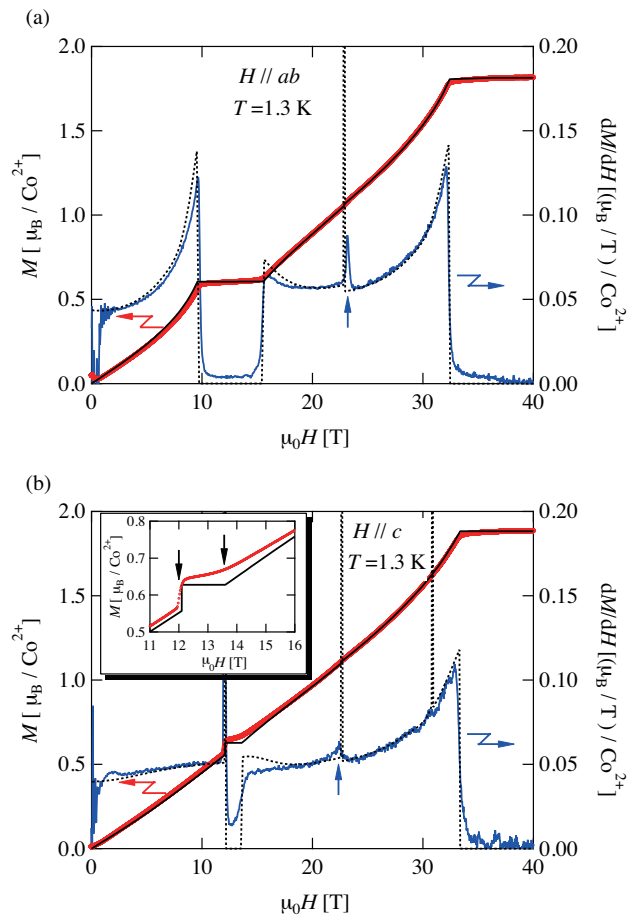 (a)
2.0
1.5
1.0
0.5
0.0
M [ μB / Co2+]
H // ab
T =1.3 K
0.20
0.15
0.10
0.05
0.00
dM/dH [(μB / T) / Co2+]
0 10 20 30 40
μ0H [T]
(b)
2.0
1.5
1.0
0.5
0.0
M [ μB / Co2+]
0.8
0.7
0.6
0.5
M [ μB / Co2+]
11 12 13 14 15 16
μ0H [T]
H // c
T =1.3 K
0.20
0.15
0.10
0.05
0.00
dM/dH [(μB / T) / Co2+]
0 10 20 30 40
μ0H [T]